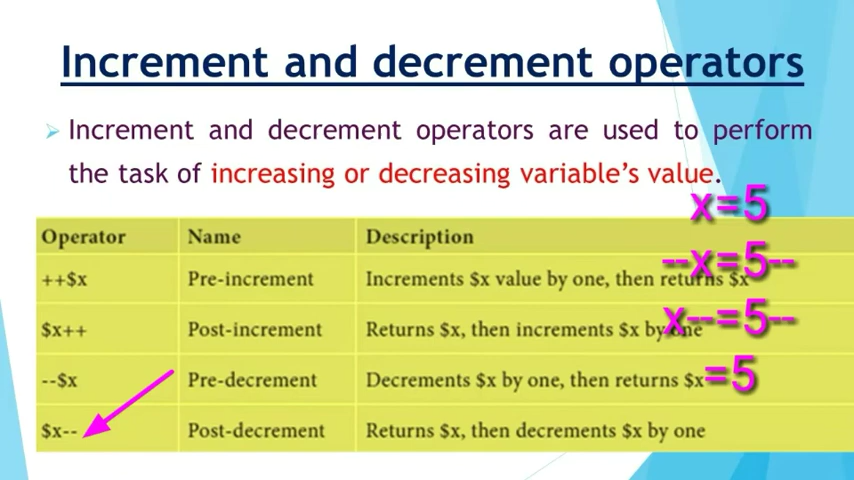 Increment and decrement operators
Increment and decrement operators are used to perform
the task of increasing or decreasing variable's value.
x=5
Operator Name Description
--x=5--
++$x Pre-increment Increments $x value by one, then returns $x
x--=5--
$x++ Post-increment Returns $x, then increments $x by one
=5
--$x Pre-decrement Decrements $x by one, then returns $x
$x-- Post-decrement Returns $x, then decrements $x by one